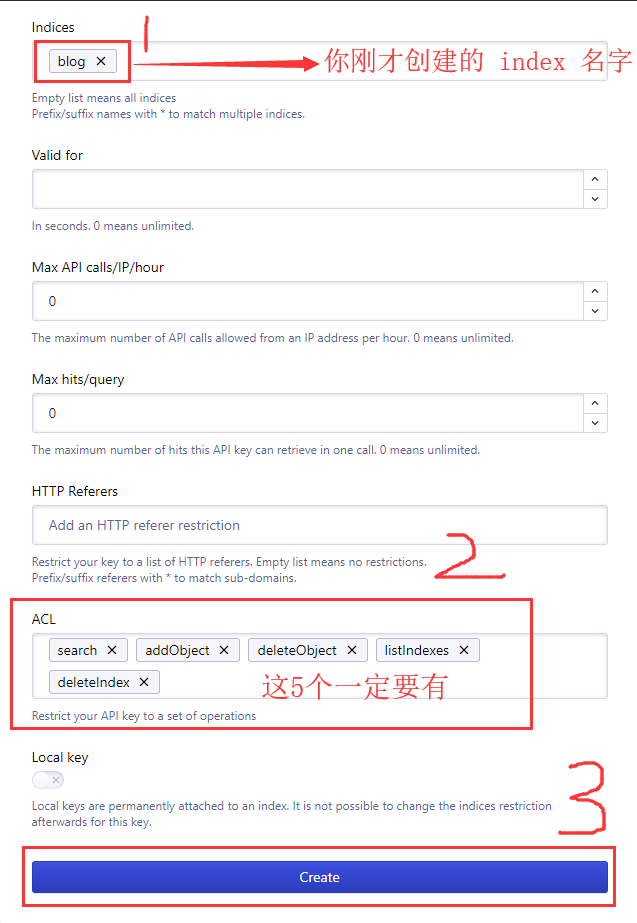 Indices
1
blog ×
你刚才创建的 index 名字
Empty list means all indices
Prefix/suffix names with * to match multiple indices.
Valid for
In seconds. 0 means unlimited.
Max API calls/IP/hour
0
The maximum number of API calls allowed from an IP address per hour. 0 means unlimited.
Max hits/query
0
The maximum number of hits this API key can retrieve in one call. 0 means unlimited.
HTTP Referers
Add an HTTP referer restriction
Restrict your key to a list of HTTP referers. Empty list means no restrictions.
Prefix/suffix referers with * to match sub-domains.
2
ACL
search × addObject × deleteObject × listIndexes ×
deleteIndex ×
这5个一定要有
Restrict your API key to a set of operations
Local key
Local keys are permanently attached to an index. It is not possible to change the indices restriction
afterwards for this key.
3
Create